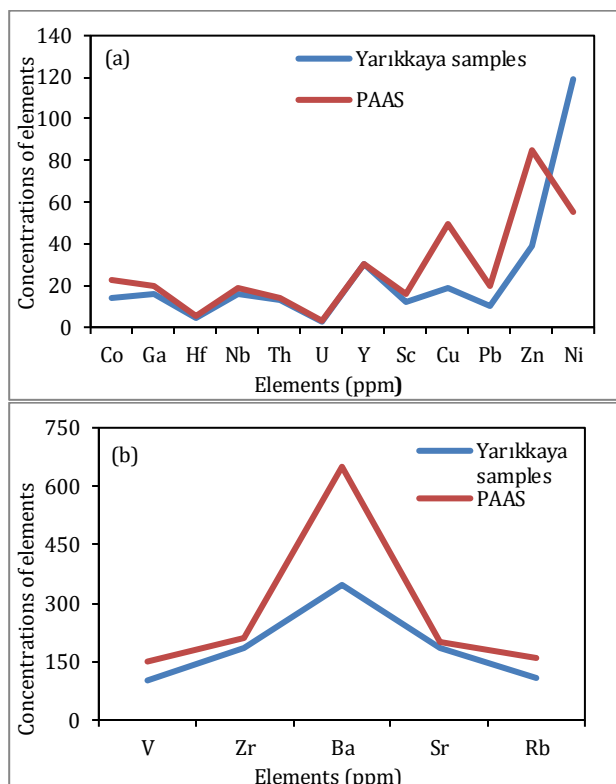 140
(a)
Yarıkkaya samples
120
PAAS
100
80
60
40
20
0
Concentrations of elements
Co Ga Hf Nb Th U Y Sc Cu Pb Zn Ni
Elements (ppm)
750
(b)
Yarıkkaya
samples
PAAS
600
450
300
150
0
Concentrations of elements
V Zr Ba Sr Rb
Elements (ppm)